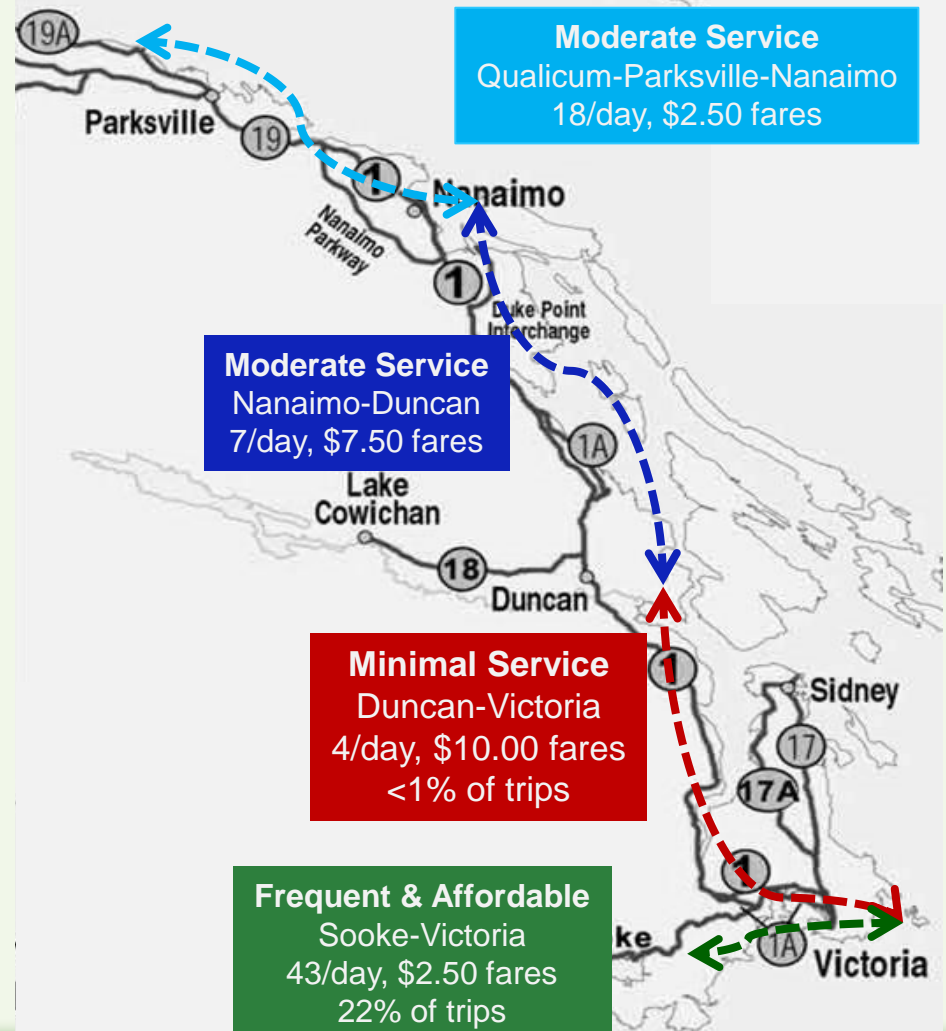 19A
Moderate Service
Qualicum-Parksville-Nanaimo
18/day, $2.50 fares
Parksville
19
1
Nanaimo
Nanaimo
Parkway
1
Duke Point
Interchange
Moderate Service
Nanaimo-Duncan
7/day, $7.50 fares
1A
Lake
Cowichan
18
Duncan
Minimal Service
Duncan-Victoria
4/day, $10.00 fares
<1% of trips
1
Sidney
17
17A
1
Frequent & Affordable
Sooke-Victoria
43/day, $2.50 fares
22% of trips
ke
1A
Victoria